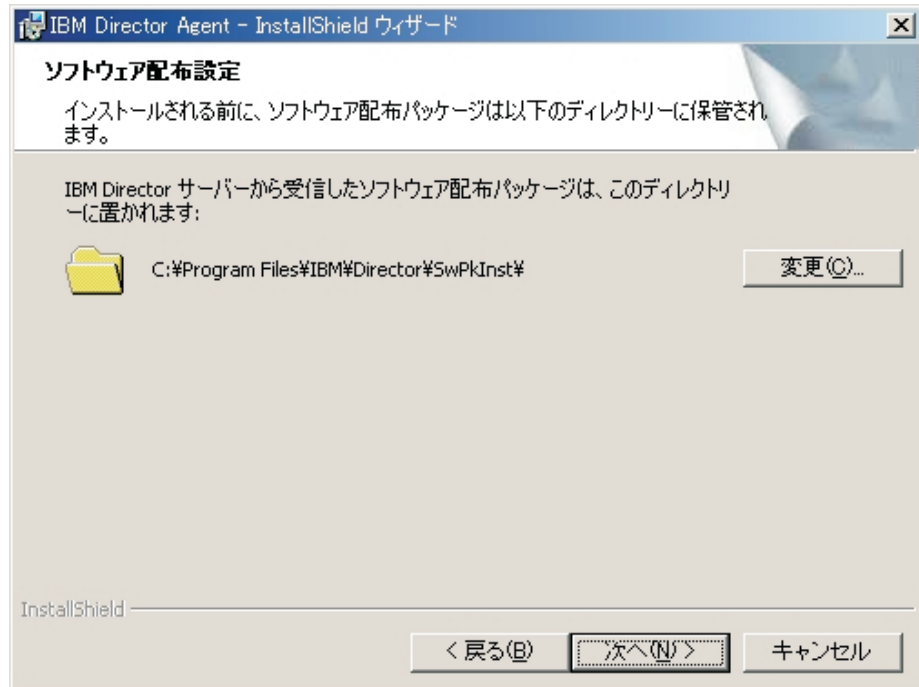 IBM Director Agent - InstallShield ウィザード
ソフトウェア配布設定
インストールされる前に、ソフトウェア配布パッケージは以下のディレクトリーに保管され
ます。
IBM Director サーバーから受信したソフトウェア配布パッケージは、このディレクトリ
ーに置かれます:
C:¥Program Files¥IBM¥Director¥SwPkInst¥
変更(C)...
InstallShield
< 戻る(B)
次へ(N) >
キャンセル